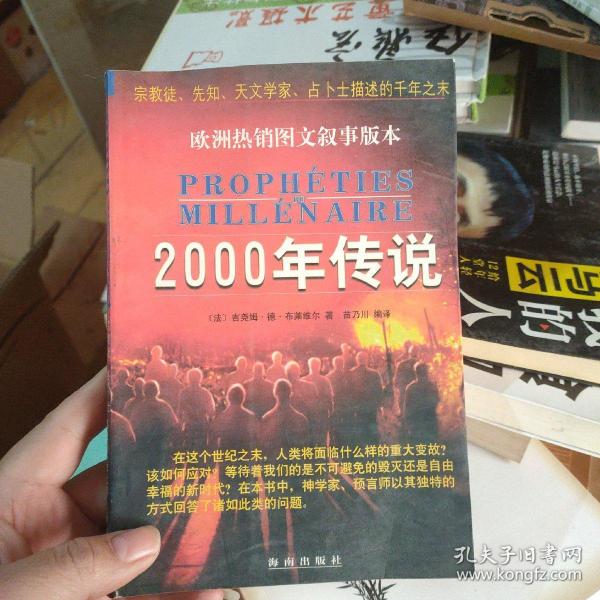 宗教徒、先知、天文学家、占卜士描述的千年之末
欧洲热销图文叙事版本
PROPHÉTIES
MILLÉNAIRE
2000年传说
〔法〕吉尧姆·德·布莱维尔 著 苗乃川 编译
在这个世纪之末，人类将面临什么样的重大变故？
该如何应对？等待着我们的是不可避免的毁灭还是自由
幸福的新时代？在本书中，神学家、预言师以其独特的
方式回答了诸如此类的问题。
海南出版社
马云
的人
孔夫子旧书网
www.kongfz.com